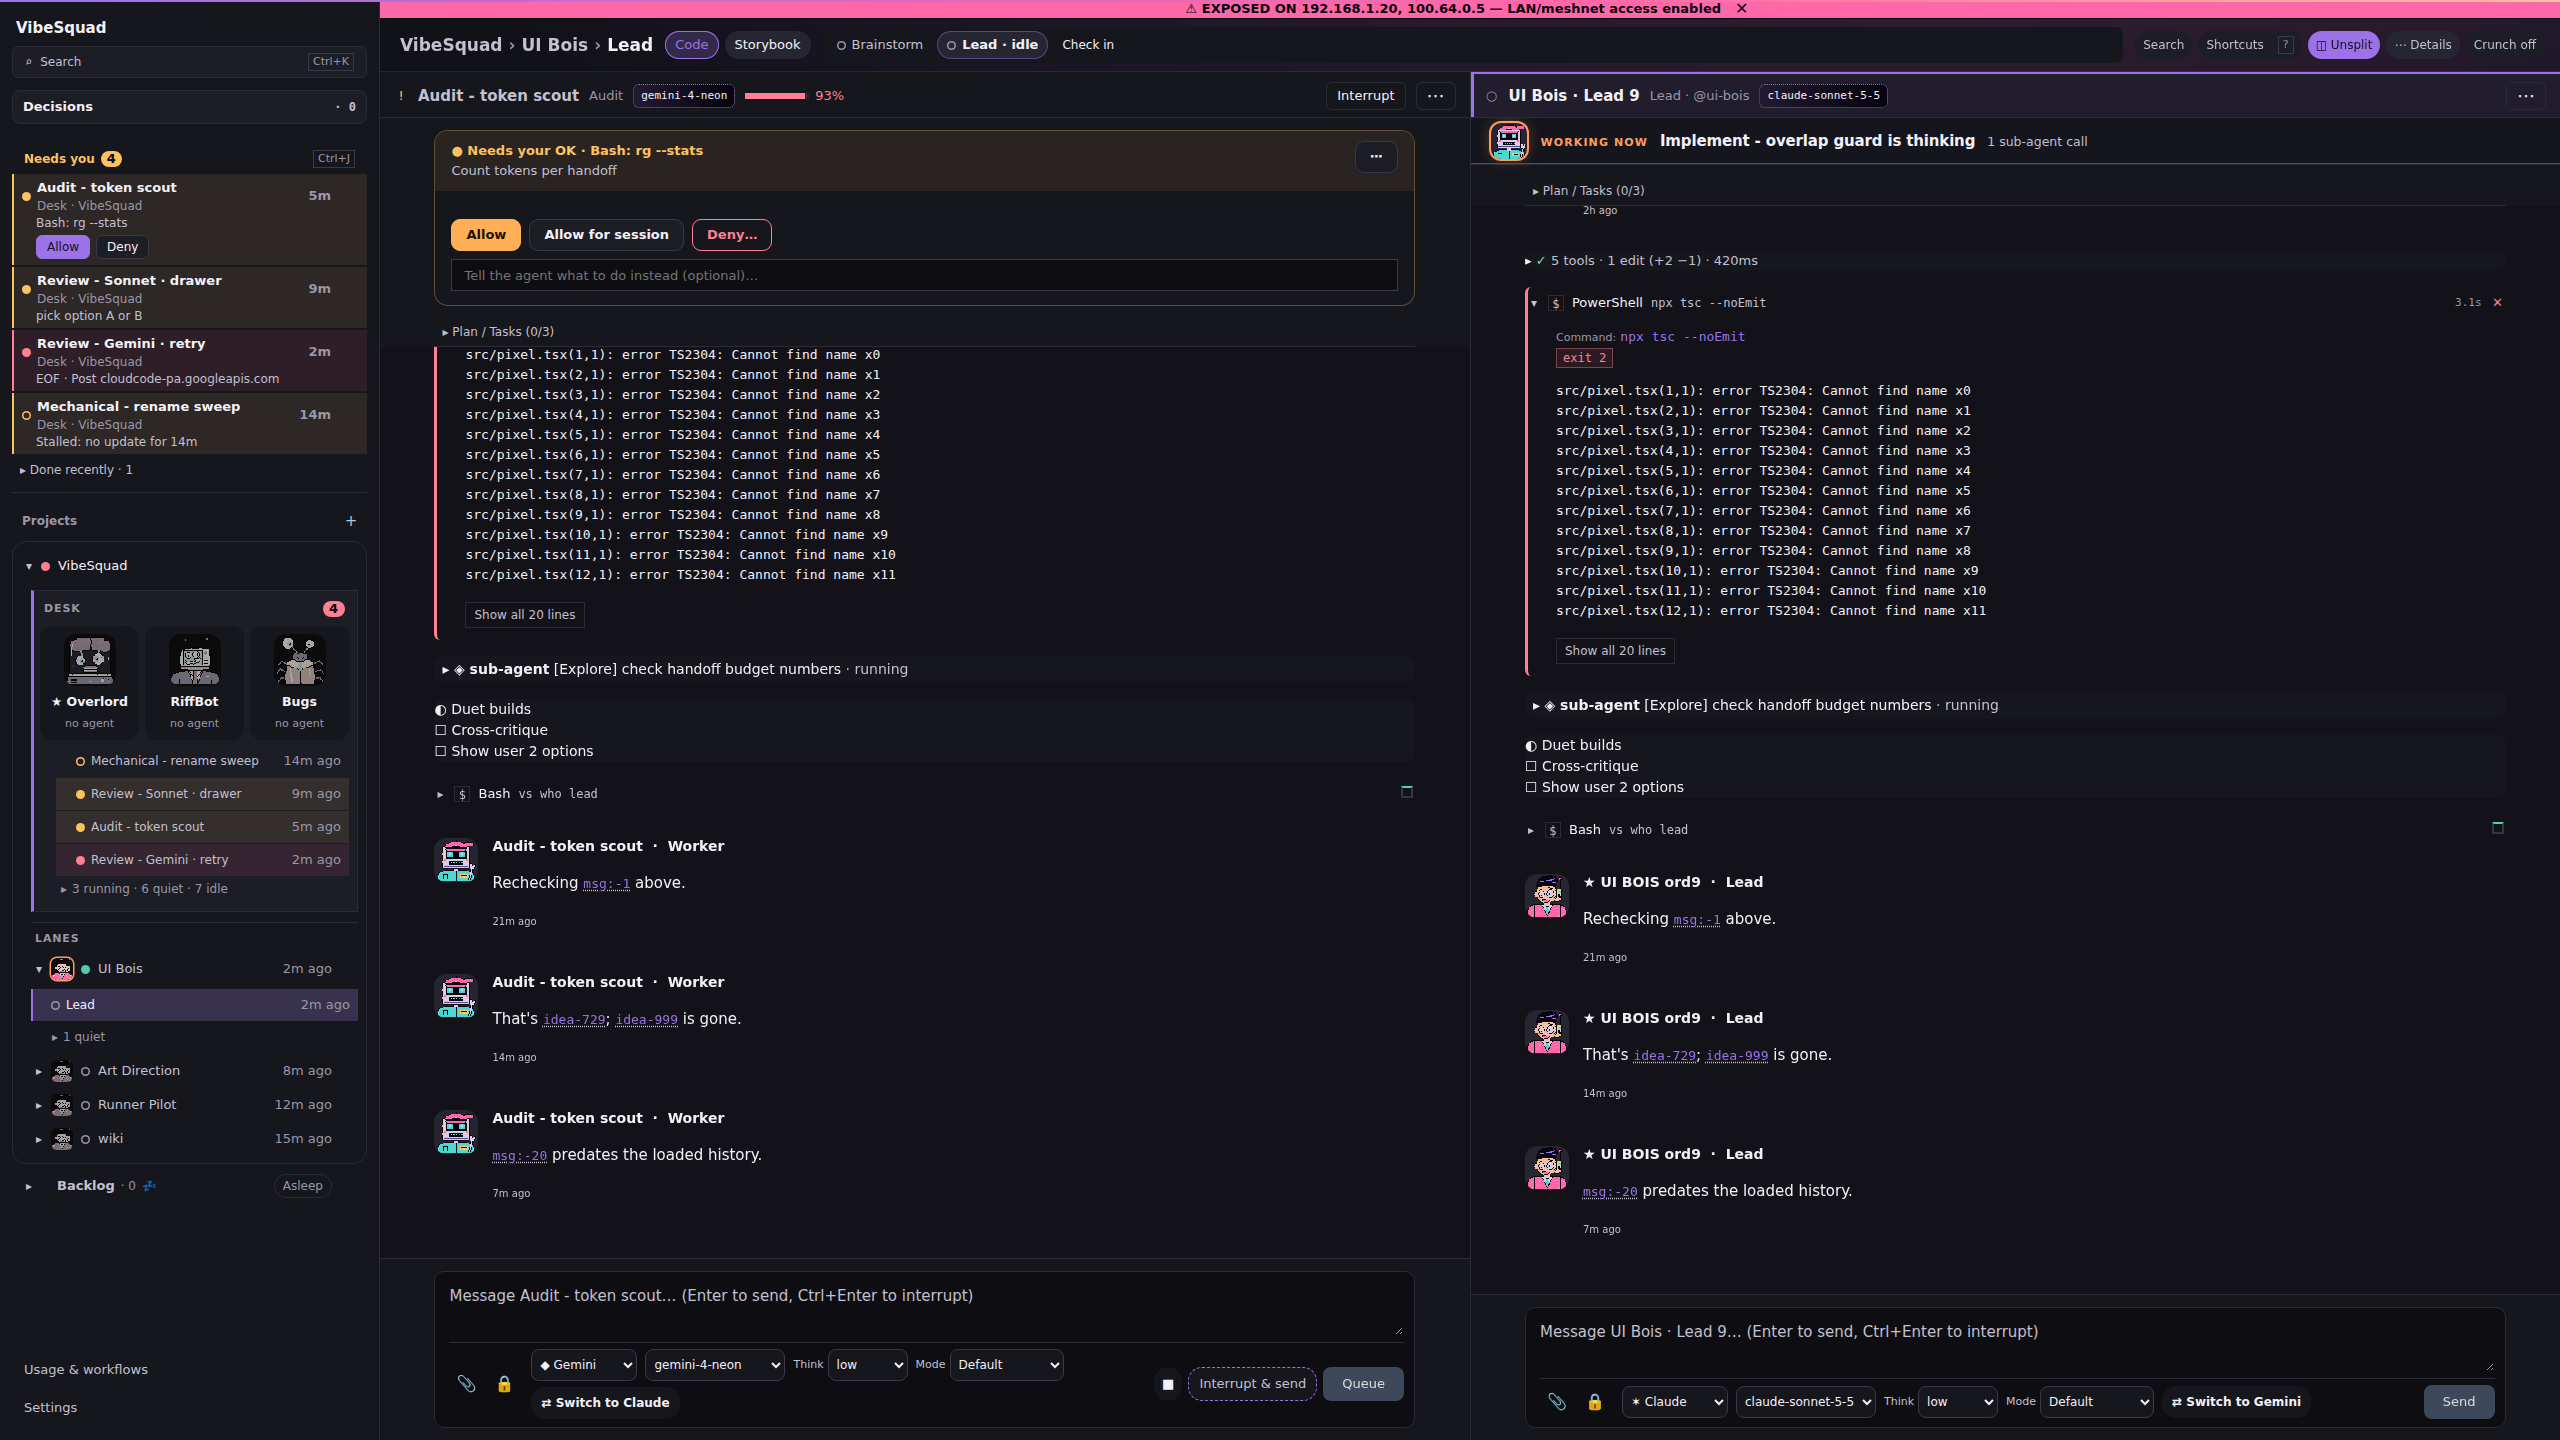 ⚠ EXPOSED ON 192.168.1.20, 100.64.0.5 — LAN/meshnet access enabled ✕
VibeSquad
Search Ctrl+K
Decisions · 0
Needs you 4 Ctrl+J
Audit - token scout 5m
Desk · VibeSquad
Bash: rg --stats
Allow Deny
Review - Sonnet · drawer 9m
Desk · VibeSquad
pick option A or B
Review - Gemini · retry 2m
Desk · VibeSquad
EOF · Post cloudcode-pa.googleapis.com
Mechanical - rename sweep 14m
Desk · VibeSquad
Stalled: no update for 14m
▸ Done recently · 1
Projects +
▾ VibeSquad
DESK 4
★ Overlord RiffBot Bugs
no agent no agent no agent
Mechanical - rename sweep 14m ago
Review - Sonnet · drawer 9m ago
Audit - token scout 5m ago
Review - Gemini · retry 2m ago
▸ 3 running · 6 quiet · 7 idle
LANES
▾ UI Bois 2m ago
Lead 2m ago
▸ 1 quiet
▸ Art Direction 8m ago
▸ Runner Pilot 12m ago
▸ wiki 15m ago
▸ Backlog · 0 💤 Asleep
Usage & workflows
Settings
VibeSquad › UI Bois › Lead Code Storybook Brainstorm Lead · idle Check in Search Shortcuts ? ◫ Unsplit ⋯ Details Crunch off
! Audit - token scout Audit gemini-4-neon 93% Interrupt ⋯
● Needs your OK · Bash: rg --stats ⋯
Count tokens per handoff
Allow Allow for session Deny…
Tell the agent what to do instead (optional)…
▸ Plan / Tasks (0/3)
src/pixel.tsx(1,1): error TS2304: Cannot find name x0
src/pixel.tsx(2,1): error TS2304: Cannot find name x1
src/pixel.tsx(3,1): error TS2304: Cannot find name x2
src/pixel.tsx(4,1): error TS2304: Cannot find name x3
src/pixel.tsx(5,1): error TS2304: Cannot find name x4
src/pixel.tsx(6,1): error TS2304: Cannot find name x5
src/pixel.tsx(7,1): error TS2304: Cannot find name x6
src/pixel.tsx(8,1): error TS2304: Cannot find name x7
src/pixel.tsx(9,1): error TS2304: Cannot find name x8
src/pixel.tsx(10,1): error TS2304: Cannot find name x9
src/pixel.tsx(11,1): error TS2304: Cannot find name x10
src/pixel.tsx(12,1): error TS2304: Cannot find name x11
Show all 20 lines
▸ ◈ sub-agent [Explore] check handoff budget numbers · running
◐ Duet builds
☐ Cross-critique
☐ Show user 2 options
▸ $ Bash vs who lead
Audit - token scout · Worker
Rechecking msg:-1 above.
21m ago
Audit - token scout · Worker
That's idea-729; idea-999 is gone.
14m ago
Audit - token scout · Worker
msg:-20 predates the loaded history.
7m ago
Message Audit - token scout… (Enter to send, Ctrl+Enter to interrupt)
📎 🔒 ◆ Gemini gemini-4-neon Think low Mode Default ■ Interrupt & send Queue
⇄ Switch to Claude
○ UI Bois · Lead 9 Lead · @ui-bois claude-sonnet-5-5 ⋯
WORKING NOW Implement - overlap guard is thinking 1 sub-agent call
▸ Plan / Tasks (0/3)
2h ago
▸ ✓ 5 tools · 1 edit (+2 −1) · 420ms
▾ $ PowerShell npx tsc --noEmit 3.1s ✕
Command: npx tsc --noEmit
exit 2
src/pixel.tsx(1,1): error TS2304: Cannot find name x0
src/pixel.tsx(2,1): error TS2304: Cannot find name x1
src/pixel.tsx(3,1): error TS2304: Cannot find name x2
src/pixel.tsx(4,1): error TS2304: Cannot find name x3
src/pixel.tsx(5,1): error TS2304: Cannot find name x4
src/pixel.tsx(6,1): error TS2304: Cannot find name x5
src/pixel.tsx(7,1): error TS2304: Cannot find name x6
src/pixel.tsx(8,1): error TS2304: Cannot find name x7
src/pixel.tsx(9,1): error TS2304: Cannot find name x8
src/pixel.tsx(10,1): error TS2304: Cannot find name x9
src/pixel.tsx(11,1): error TS2304: Cannot find name x10
src/pixel.tsx(12,1): error TS2304: Cannot find name x11
Show all 20 lines
▸ ◈ sub-agent [Explore] check handoff budget numbers · running
◐ Duet builds
☐ Cross-critique
☐ Show user 2 options
▸ $ Bash vs who lead
★ UI BOIS ord9 · Lead
Rechecking msg:-1 above.
21m ago
★ UI BOIS ord9 · Lead
That's idea-729; idea-999 is gone.
14m ago
★ UI BOIS ord9 · Lead
msg:-20 predates the loaded history.
7m ago
Message UI Bois · Lead 9… (Enter to send, Ctrl+Enter to interrupt)
📎 🔒 ✶ Claude claude-sonnet-5-5 Think low Mode Default ⇄ Switch to Gemini Send